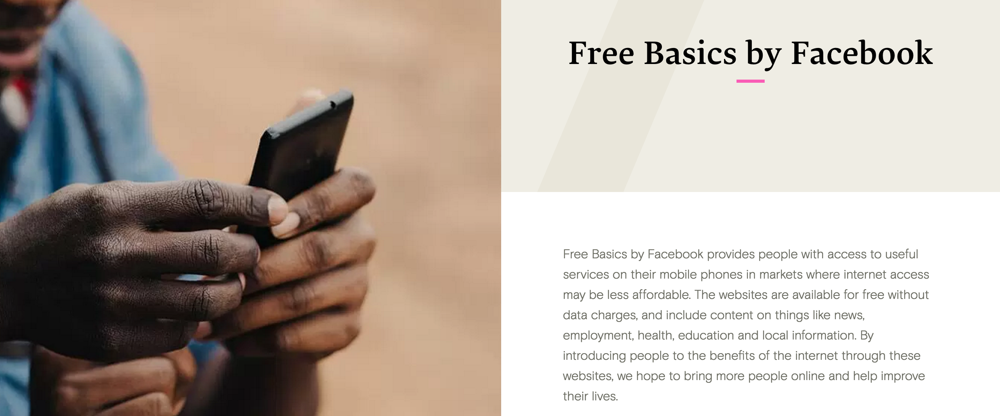 Free Basics by Facebook
Free Basics by Facebook provides people with access to useful
services on their mobile phones in markets where internet access
may be less affordable. The websites are available for free without
data charges, and include content on things like news,
employment, health, education and local information. By
introducing people to the benefits of the internet through these
websites, we hope to bring more people online and help improve
their lives.